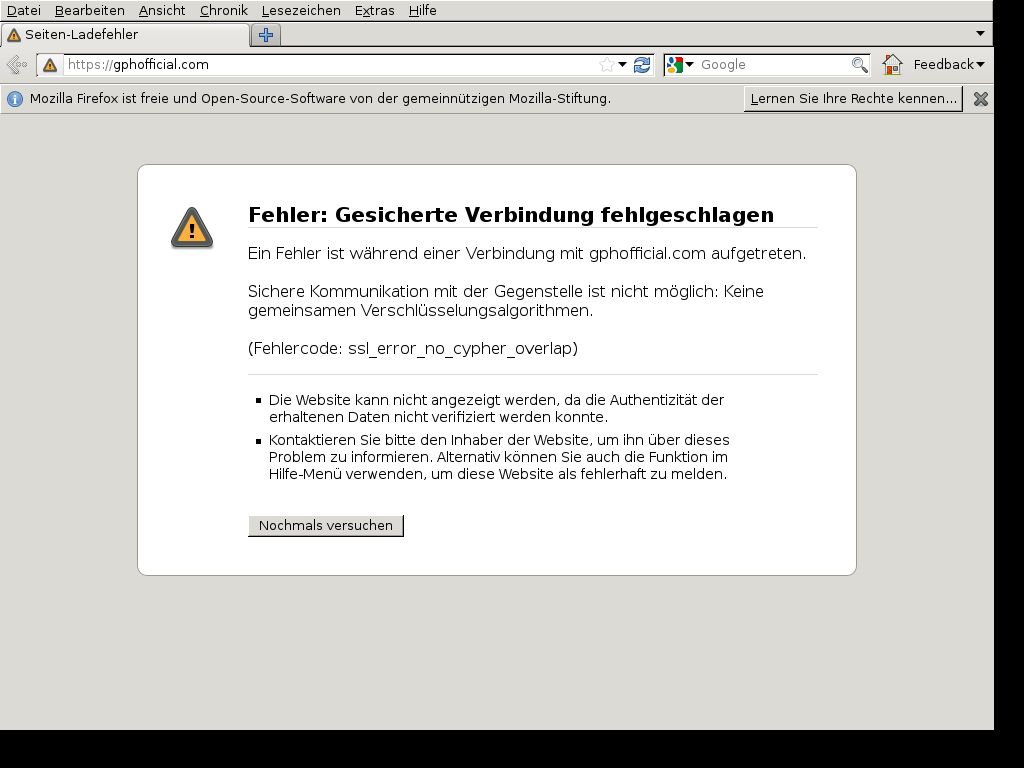 Datei Bearbeiten Ansicht Chronik Lesezeichen Extras Hilfe
Seiten-Ladefehler
https://gphofficial.com Google Feedback
Mozilla Firefox ist freie und Open-Source-Software von der gemeinnützigen Mozilla-Stiftung. Lernen Sie Ihre Rechte kennen...
Fehler: Gesicherte Verbindung fehlgeschlagen
Ein Fehler ist während einer Verbindung mit gphofficial.com aufgetreten.
Sichere Kommunikation mit der Gegenstelle ist nicht möglich: Keine
gemeinsamen Verschlüsselungsalgorithmen.
(Fehlercode: ssl_error_no_cypher_overlap)
Die Website kann nicht angezeigt werden, da die Authentizität der
erhaltenen Daten nicht verifiziert werden konnte.
Kontaktieren Sie bitte den Inhaber der Website, um ihn über dieses
Problem zu informieren. Alternativ können Sie auch die Funktion im
Hilfe-Menü verwenden, um diese Website als fehlerhaft zu melden.
Nochmals versuchen